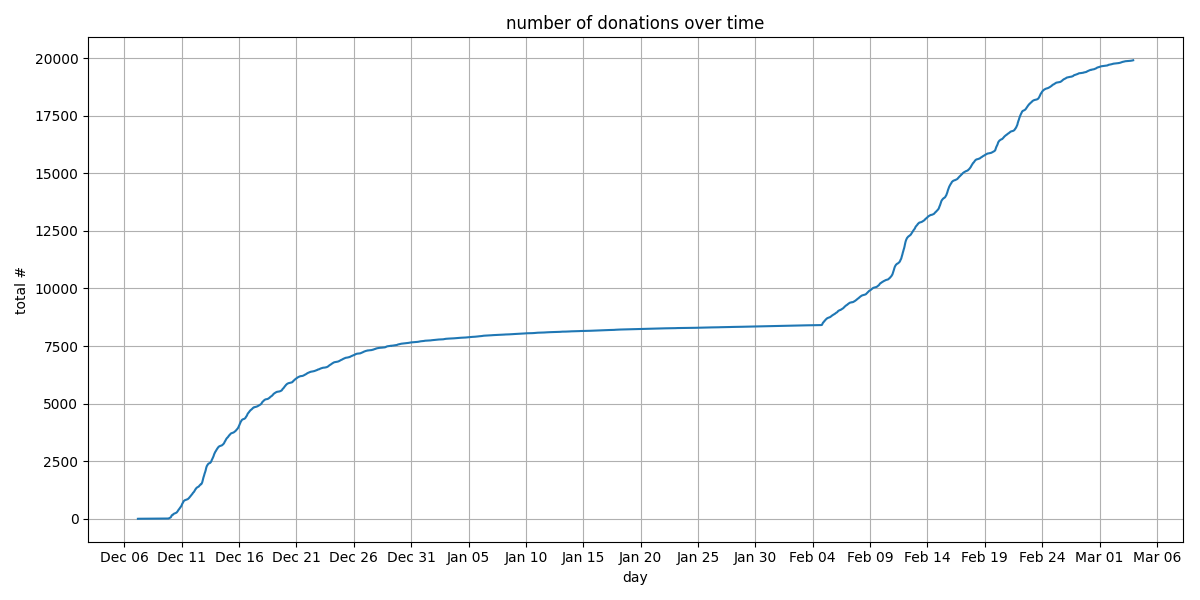 number of donations over time
total #
20000
17500
15000
12500
10000
7500
5000
2500
0
Dec 06 Dec 11 Dec 16 Dec 21 Dec 26 Dec 31 Jan 05 Jan 10 Jan 15 Jan 20 Jan 25 Jan 30 Feb 04 Feb 09 Feb 14 Feb 19 Feb 24 Mar 01 Mar 06
day